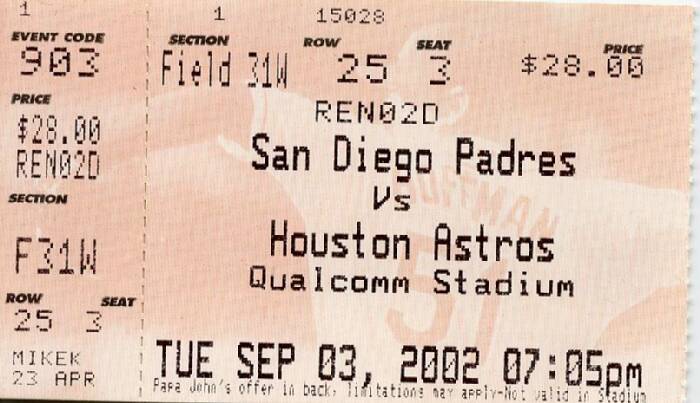 1 1 15028
EVENT CODE SECTION ROW SEAT PRICE
903 Field 31W 25 3 $28.00
PRICE
$28.00 REN02D
REN02D San Diego Padres
SECTION Vs
HOFFMAN
F31W Houston Astros
51
Qualcomm Stadium
ROW SEAT
25 3
MIKEK TUE SEP 03, 2002 07:05pm
23 APR Papa John's offer in back, limitations may apply-Not valid in Stadium